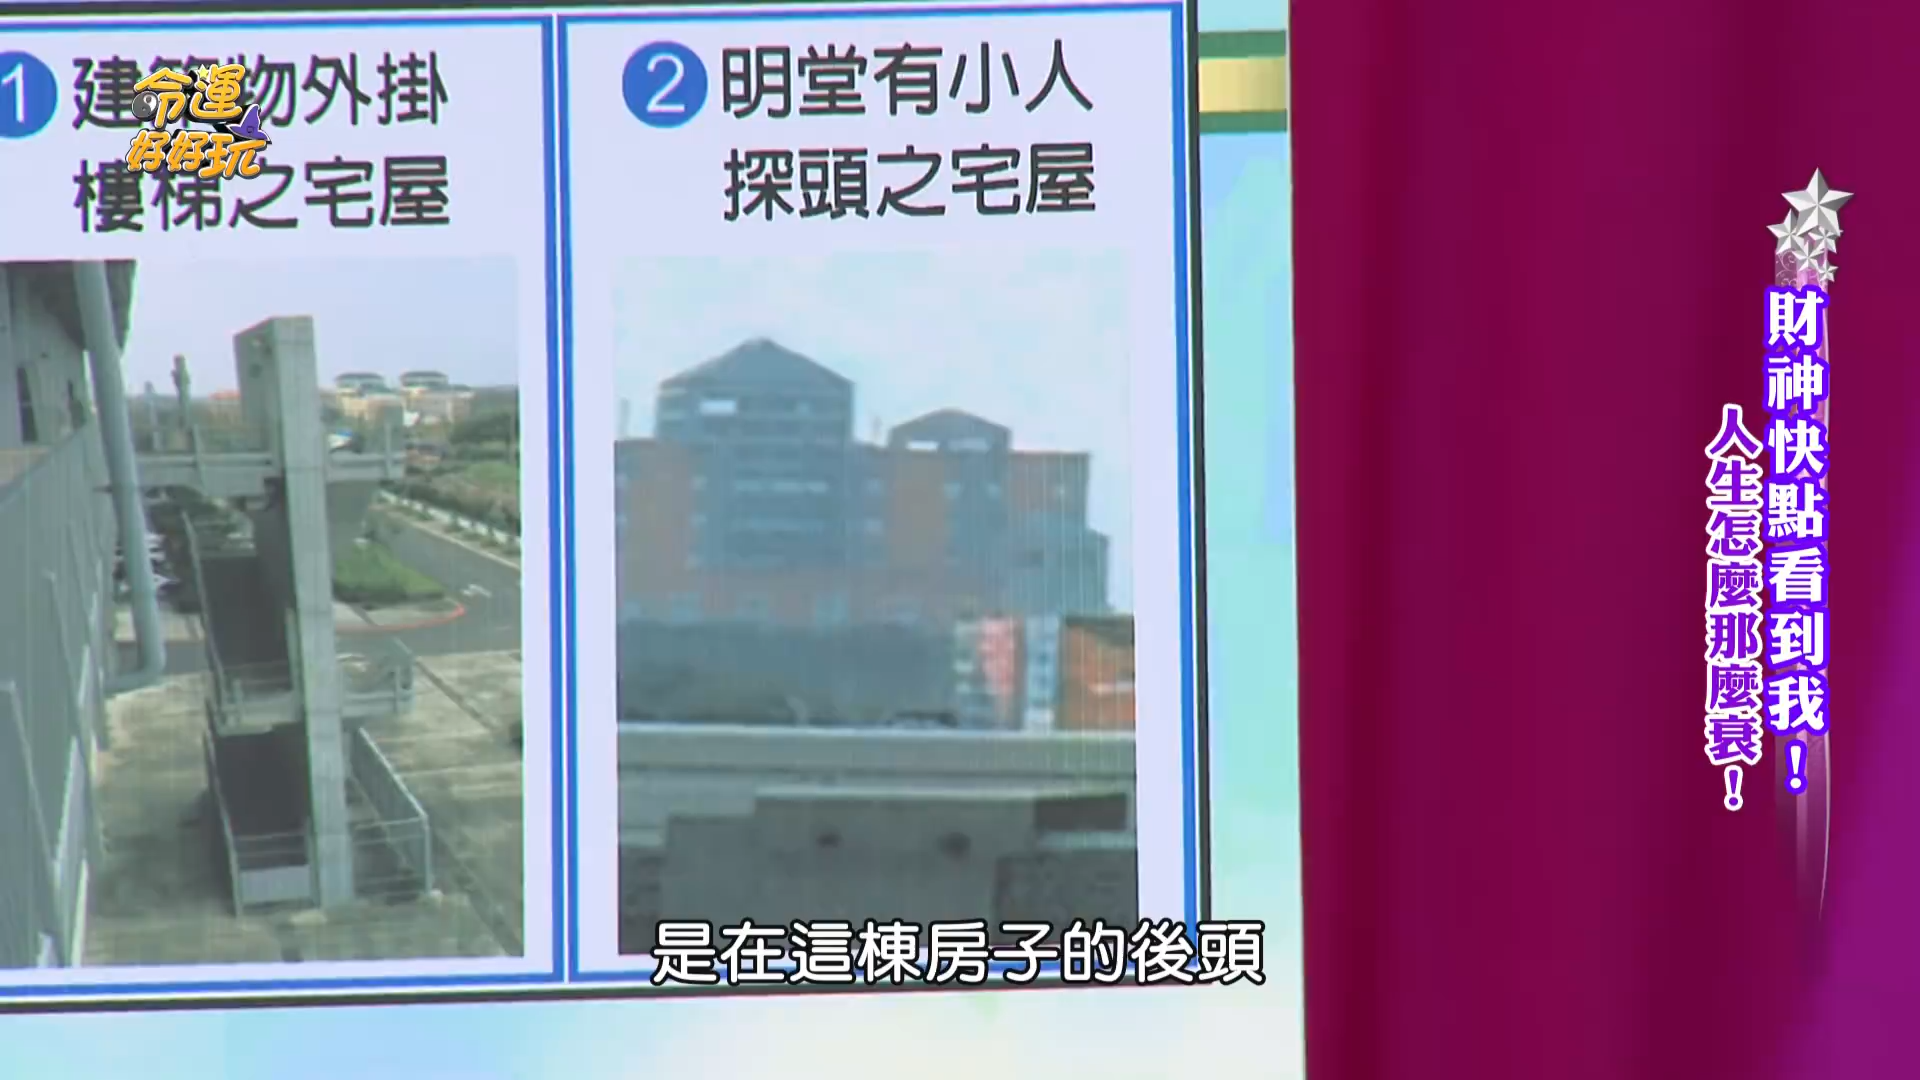 1 建築物外掛
樓梯之宅屋
2 明堂有小人
探頭之宅屋
命運
好好玩
財神快點看到我！
人生怎麼那麼衰！
是在這棟房子的後頭